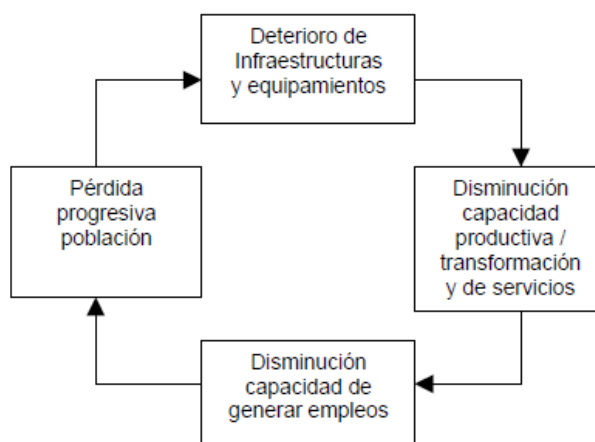 Deterioro de
Infraestructuras
y equipamientos
Disminución
capacidad
productiva /
transformación
y de servicios
Disminución
capacidad de
generar empleos
Pérdida
progresiva
población